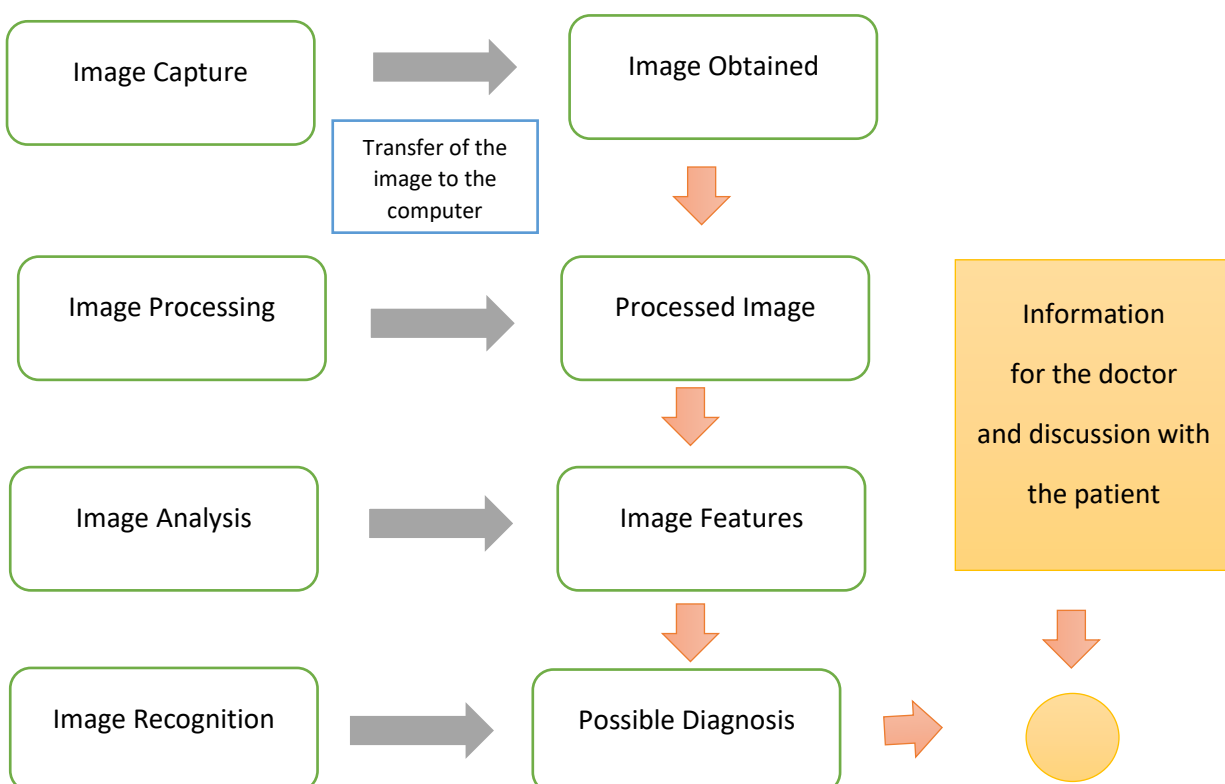 Image Capture
Image Obtained
Transfer of the
image to the
computer
Image Processing
Processed Image
Information
for the doctor
and discussion with
the patient
Image Analysis
Image Features
Image Recognition
Possible Diagnosis